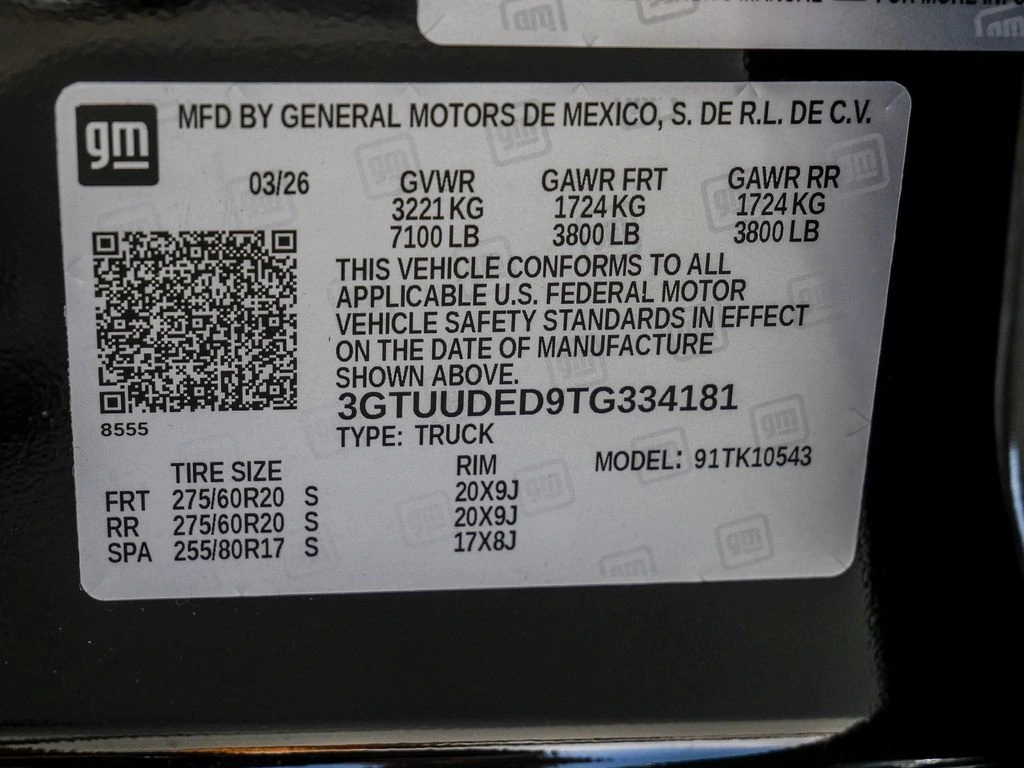 FOR MORE INFO
gm
MFD BY GENERAL MOTORS DE MEXICO, S. DE R.L. DE C.V.
03/26 GVWR GAWR FRT GAWR RR
3221 KG 1724 KG 1724 KG
7100 LB 3800 LB 3800 LB
THIS VEHICLE CONFORMS TO ALL
APPLICABLE U.S. FEDERAL MOTOR
VEHICLE SAFETY STANDARDS IN EFFECT
ON THE DATE OF MANUFACTURE
SHOWN ABOVE.
3GTUUDED9TG334181
8555
TYPE: TRUCK
TIRE SIZE RIM MODEL: 91TK10543
FRT 275/60R20 S 20X9J
RR 275/60R20 S 20X9J
SPA 255/80R17 S 17X8J